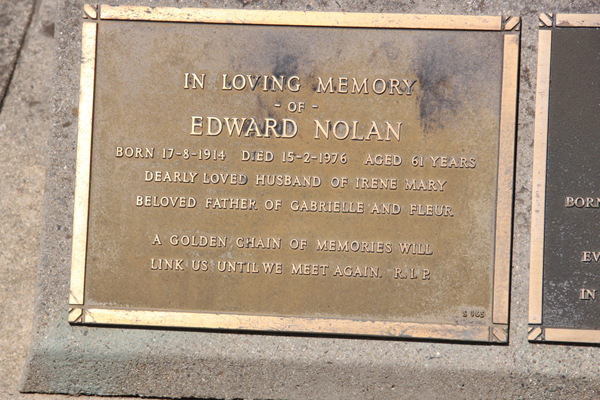 IN LOVING MEMORY
- OF -
EDWARD NOLAN
BORN 17-8-1914 DIED 15-2-1976 AGED 61 YEARS
DEARLY LOVED HUSBAND OF IRENE MARY
BELOVED FATHER OF GABRIELLE AND FLEUR
A GOLDEN CHAIN OF MEMORIES WILL
LINK US UNTIL WE MEET AGAIN. R.I.P.
S 165
BORN
EV
IN